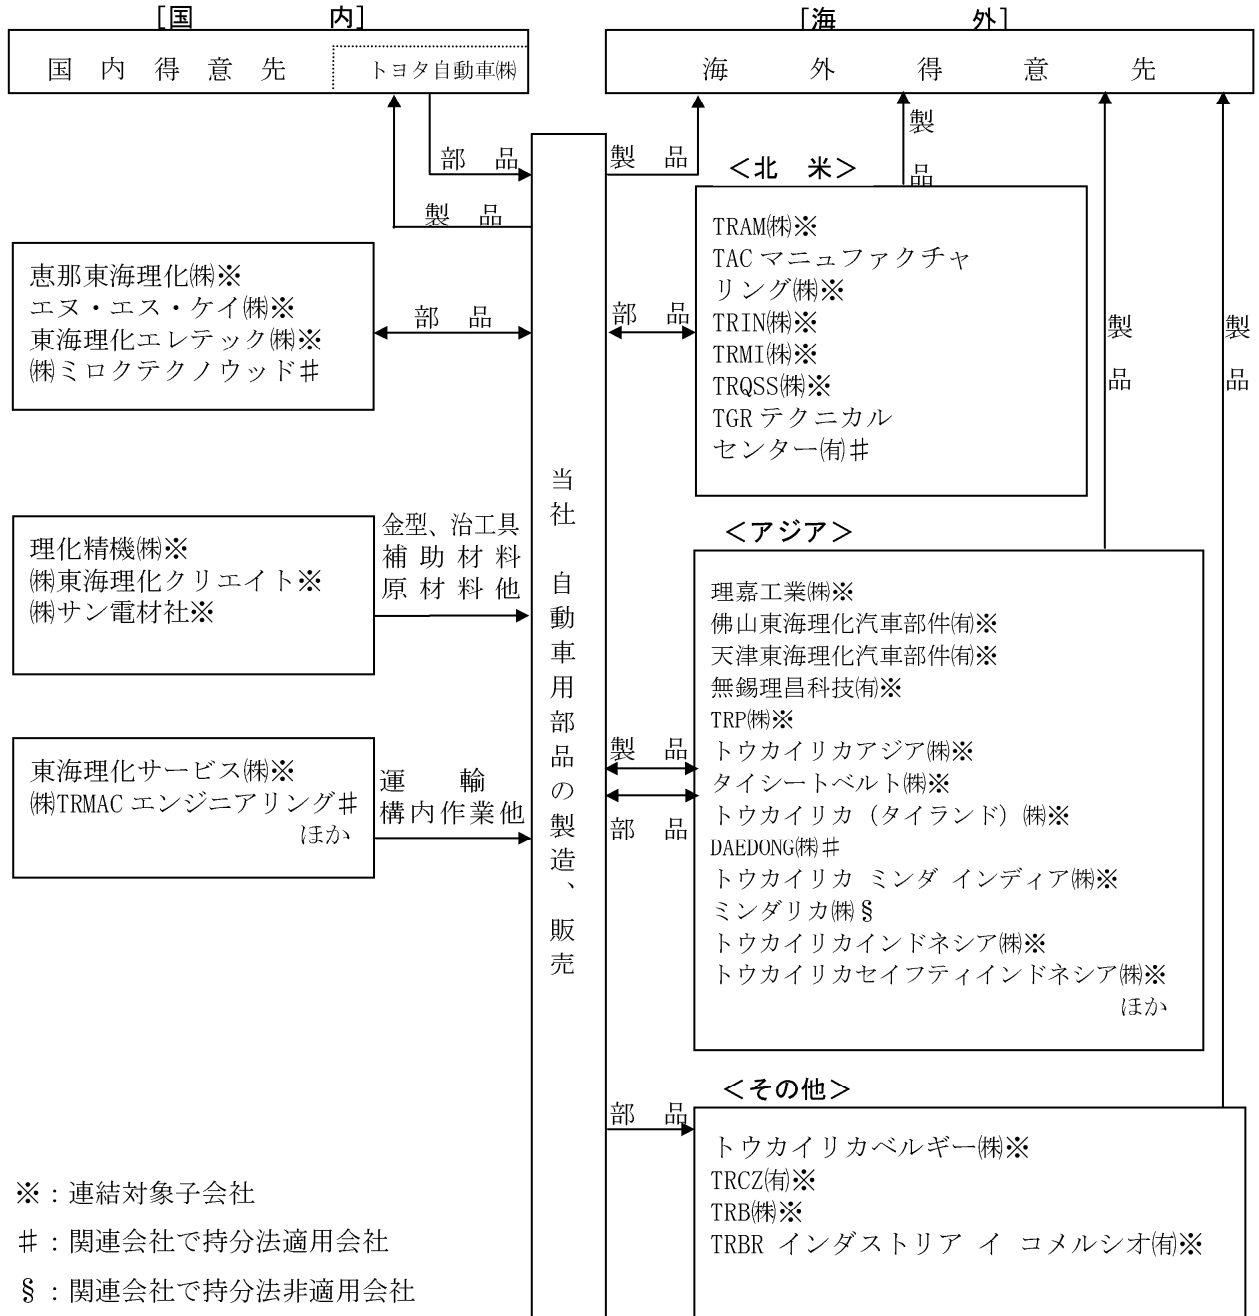 [国　内]
国内得意先
トヨタ自動車㈱
部品
製品
恵那東海理化㈱※
エヌ・エス・ケイ㈱※
東海理化エレテック㈱※
㈱ミロクテクノウッド＃
部品
理化精機㈱※
㈱東海理化クリエイト※
㈱サン電材社※
金型、治工具
補助材料
原材料他
東海理化サービス㈱※
㈱TRMACエンジニアリング＃
ほか
運輸
構内作業他
当社　自動車用部品の製造、販売
[海　外]
海外得意先
製品
製品
＜北　米＞
TRAM㈱※
TACマニュファクチャ
リング㈱※
TRIN㈱※
TRMI㈱※
TRQSS㈱※
TGRテクニカル
センター㈲＃
部品
製品
製品
＜アジア＞
理嘉工業㈱※
佛山東海理化汽車部件㈲※
天津東海理化汽車部件㈲※
無錫理昌科技㈲※
TRP㈱※
トウカイリカアジア㈱※
タイシートベルト㈱※
トウカイリカ（タイランド）㈱※
DAEDONG㈱＃
トウカイリカ ミンダ インディア㈱※
ミンダリカ㈱§
トウカイリカインドネシア㈱※
トウカイリカセイフティインドネシア㈱※
ほか
製品
部品
＜その他＞
部品
トウカイリカベルギー㈱※
TRCZ㈲※
TRB㈱※
TRBR インダストリア イ コメルシオ㈲※
※：連結対象子会社
＃：関連会社で持分法適用会社
§：関連会社で持分法非適用会社